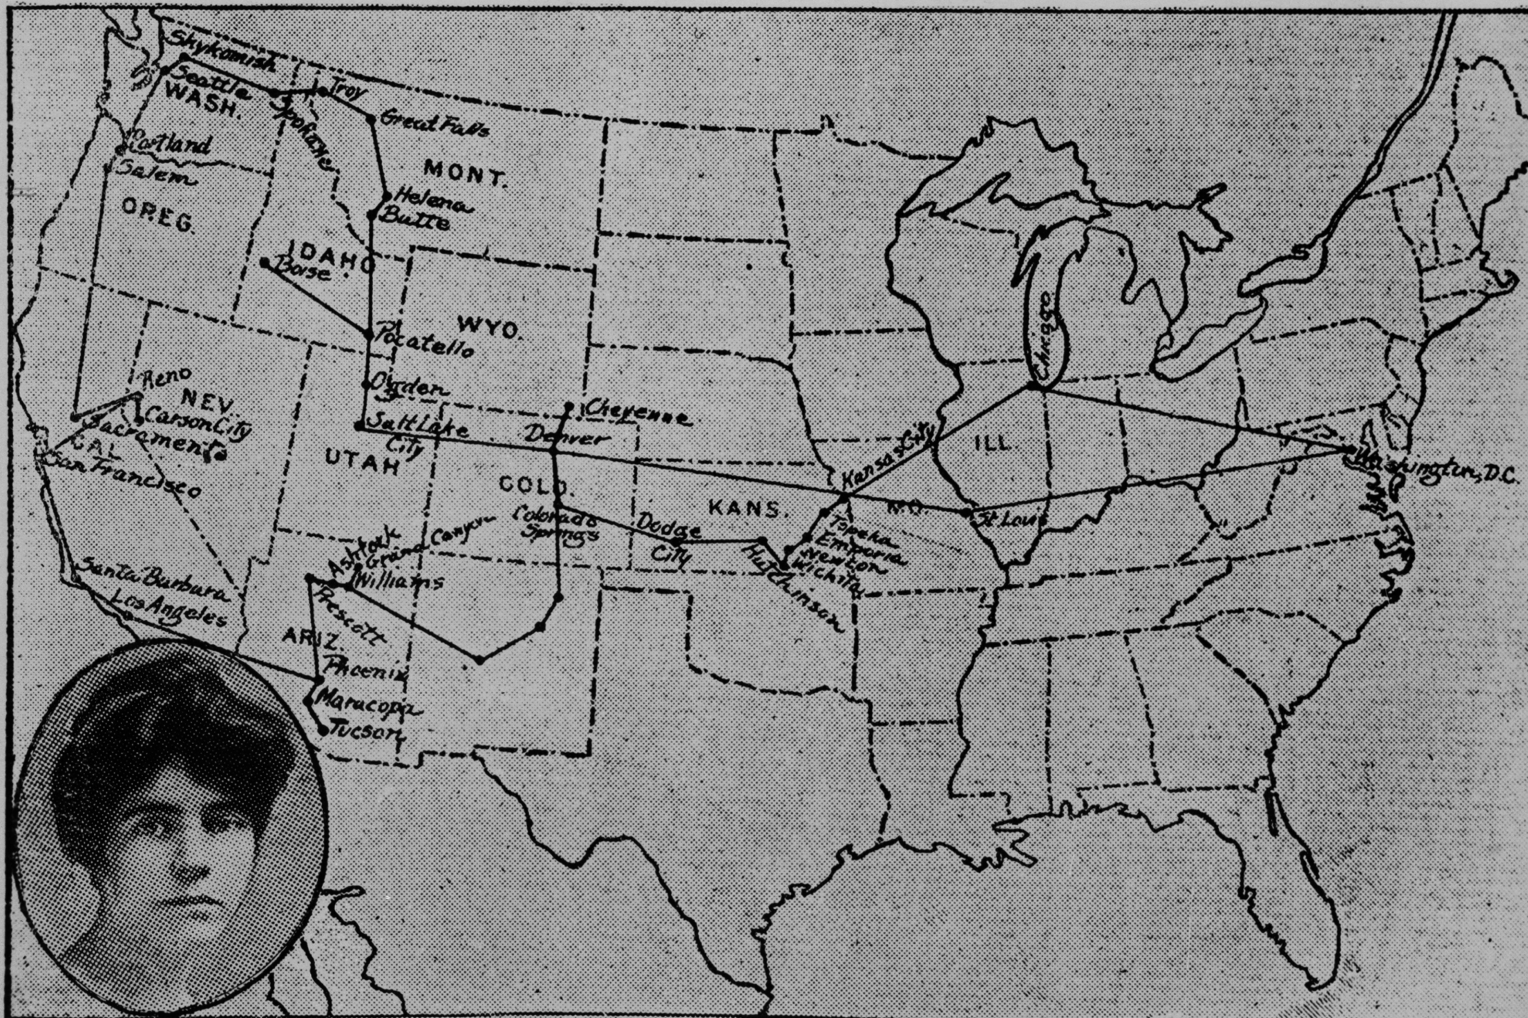 Skykomish
Seattle
WASH.
Spokane
Troy
Great Falls
Portland
Salem
OREG.
MONT.
Helena
Butte
IDAHO
Boise
WYO.
Pocatello
Ogden
Salt Lake
City
UTAH
Reno
NEV.
Carson City
Sacramento
CAL
San Francisco
Cheyenne
Denver
COLO.
Colorado
Springs
Dodge
City
KANS.
Hutchinson
Topeka
Emporia
Newton
Wichita
Kansas City
MO.
St Louis
ILL
Chicago
Washington, D.C.
Ashfork
Grand Canyon
Williams
Prescott
ARIZ.
Phoenix
Maracopa
Tucson
Santa Barbara
Los Angeles